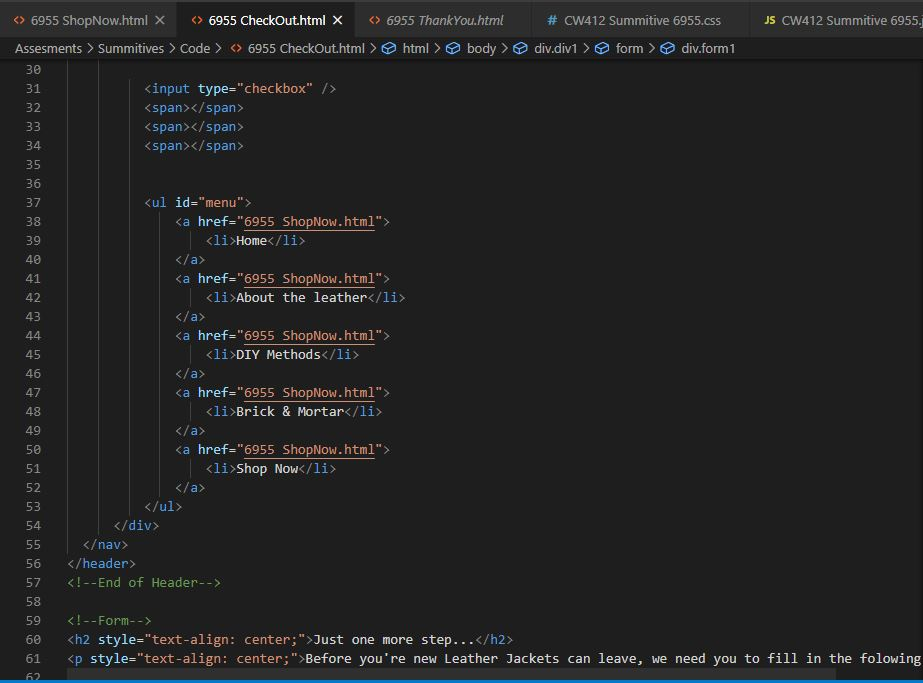 6955 ShopNow.html 6955 CheckOut.html 6955 ThankYou.html # CW412 Summitive 6955.css JS CW412 Summitive 6955.j
Assesments > Summitives > Code > 6955 CheckOut.html > html > body > div.div1 > form > div.form1
30
31 <input type="checkbox" />
32 <span></span>
33 <span></span>
34 <span></span>
35
36
37 <ul id="menu">
38 <a href="6955 ShopNow.html">
39 <li>Home</li>
40 </a>
41 <a href="6955 ShopNow.html">
42 <li>About the leather</li>
43 </a>
44 <a href="6955 ShopNow.html">
45 <li>DIY Methods</li>
46 </a>
47 <a href="6955 ShopNow.html">
48 <li>Brick & Mortar</li>
49 </a>
50 <a href="6955 ShopNow.html">
51 <li>Shop Now</li>
52 </a>
53 </ul>
54 </div>
55 </nav>
56 </header>
57 <!--End of Header-->
58
59 <!--Form-->
60 <h2 style="text-align: center;">Just one more step...</h2>
61 <p style="text-align: center;">Before you're new Leather Jackets can leave, we need you to fill in the folowing
62